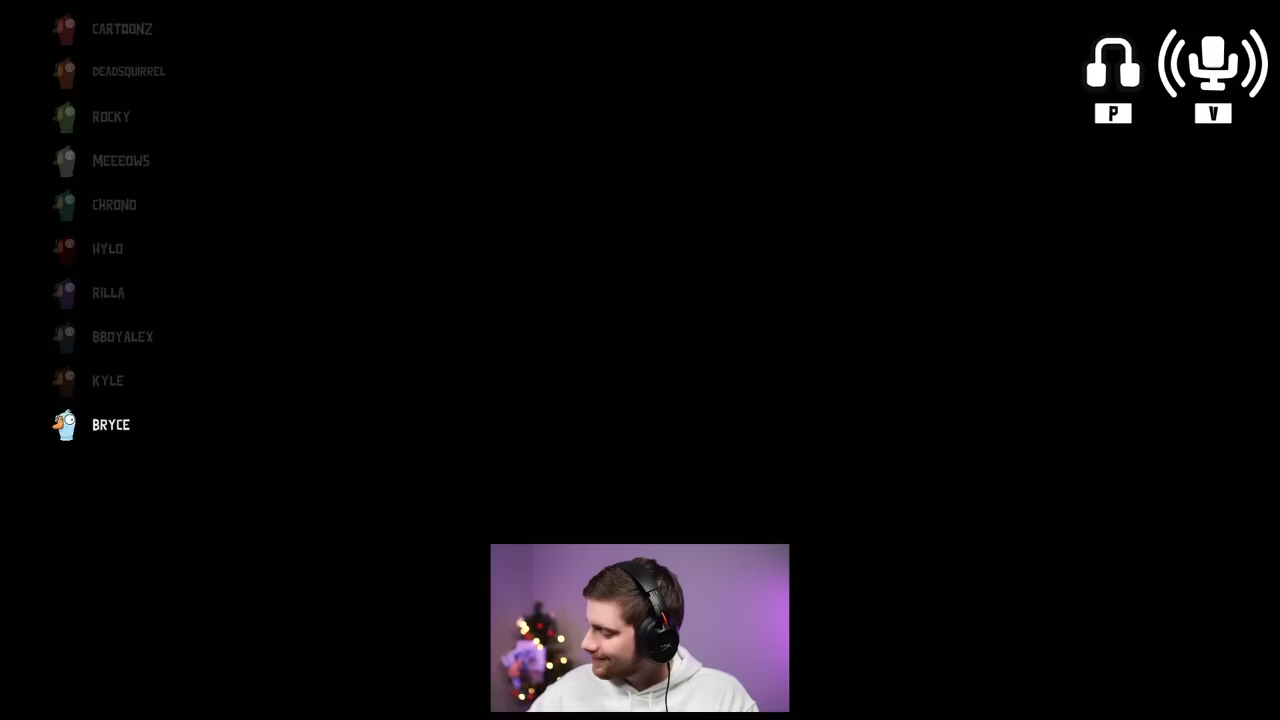 CARTOONZ
DEADSQUIRREL
ROCKY
MEEEOWS
CHRONO
HYLO
RILLA
BBOYALEX
KYLE
BRYCE
P
V